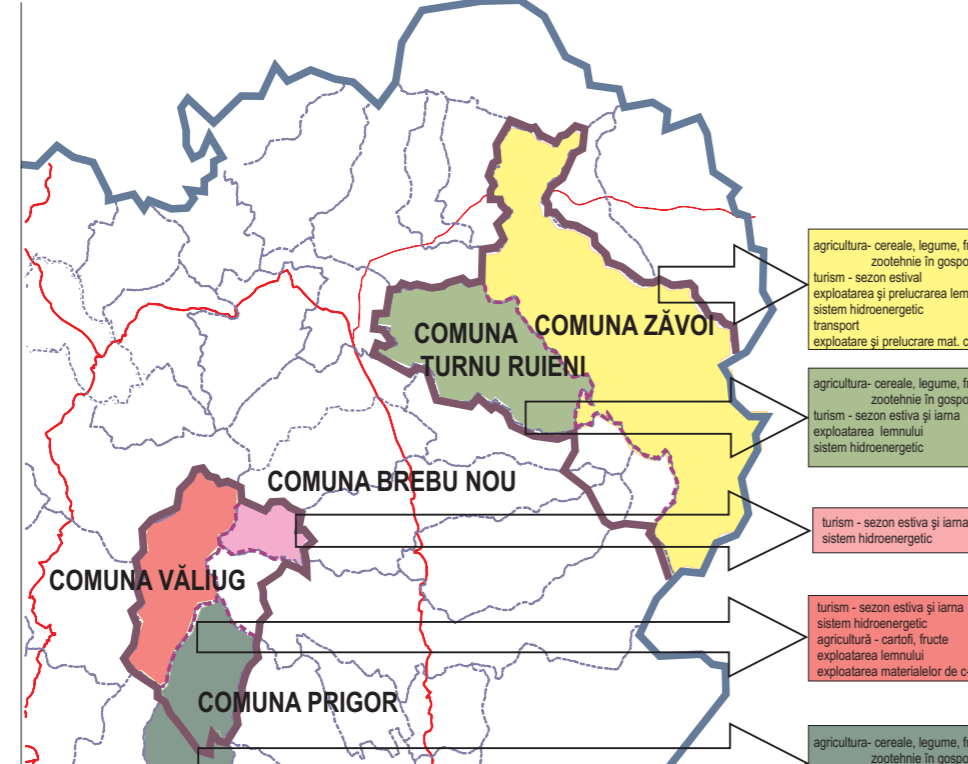 COMUNA
TURNU RUIENI
COMUNA ZĂVOI
COMUNA BREBU NOU
COMUNA VĂLIUG
COMUNA PRIGOR
agricultura- cereale, legume,
zootehnie în
turism - sezon estival
exploatarea şi prelucrarea
sistem hidroenergetic
transport
exploatare şi prelucrare mat.
agricultura- cereale, legume,
zootehnie în
turism - sezon estiva şi iarna
exploatarea lemnului
sistem hidroenergetic
turism - sezon estiva şi iarna
sistem hidroenergetic
turism - sezon estiva şi iarna
sistem hidroenergetic
agricultură - cartofi, fructe
exploatarea lemnului
exploatarea materialelor de
agricultura- cereale, legume,
zootehnie în